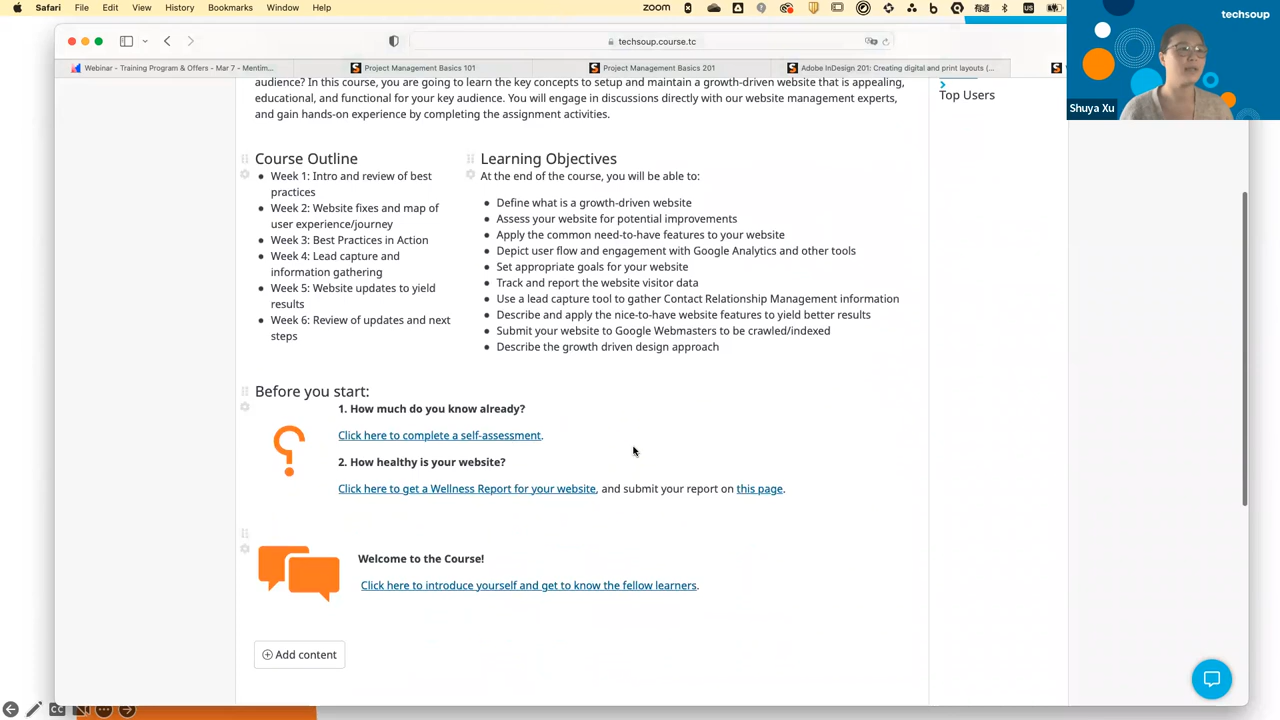 Safari File Edit View History Bookmarks Window Help
zoom
US
techsoup
techsoup.course.tc
Webinar - Training Program & Offers - Mar 7 - Mentim...
Project Management Basics 101
Project Management Basics 201
Adobe InDesign 201: Creating digital and print layouts (...
Shuya Xu
audience? In this course, you are going to learn the key concepts to setup and maintain a growth-driven website that is appealing,
educational, and functional for your key audience. You will engage in discussions directly with our website management experts,
and gain hands-on experience by completing the assignment activities.
Top Users
Course Outline
Week 1: Intro and review of best
practices
Week 2: Website fixes and map of
user experience/journey
Week 3: Best Practices in Action
Week 4: Lead capture and
information gathering
Week 5: Website updates to yield
results
Week 6: Review of updates and next
steps
Learning Objectives
At the end of the course, you will be able to:
Define what is a growth-driven website
Assess your website for potential improvements
Apply the common need-to-have features to your website
Depict user flow and engagement with Google Analytics and other tools
Set appropriate goals for your website
Track and report the website visitor data
Use a lead capture tool to gather Contact Relationship Management information
Describe and apply the nice-to-have website features to yield better results
Submit your website to Google Webmasters to be crawled/indexed
Describe the growth driven design approach
Before you start:
1. How much do you know already?
Click here to complete a self-assessment.
2. How healthy is your website?
Click here to get a Wellness Report for your website, and submit your report on this page.
Welcome to the Course!
Click here to introduce yourself and get to know the fellow learners.
Add content
CC